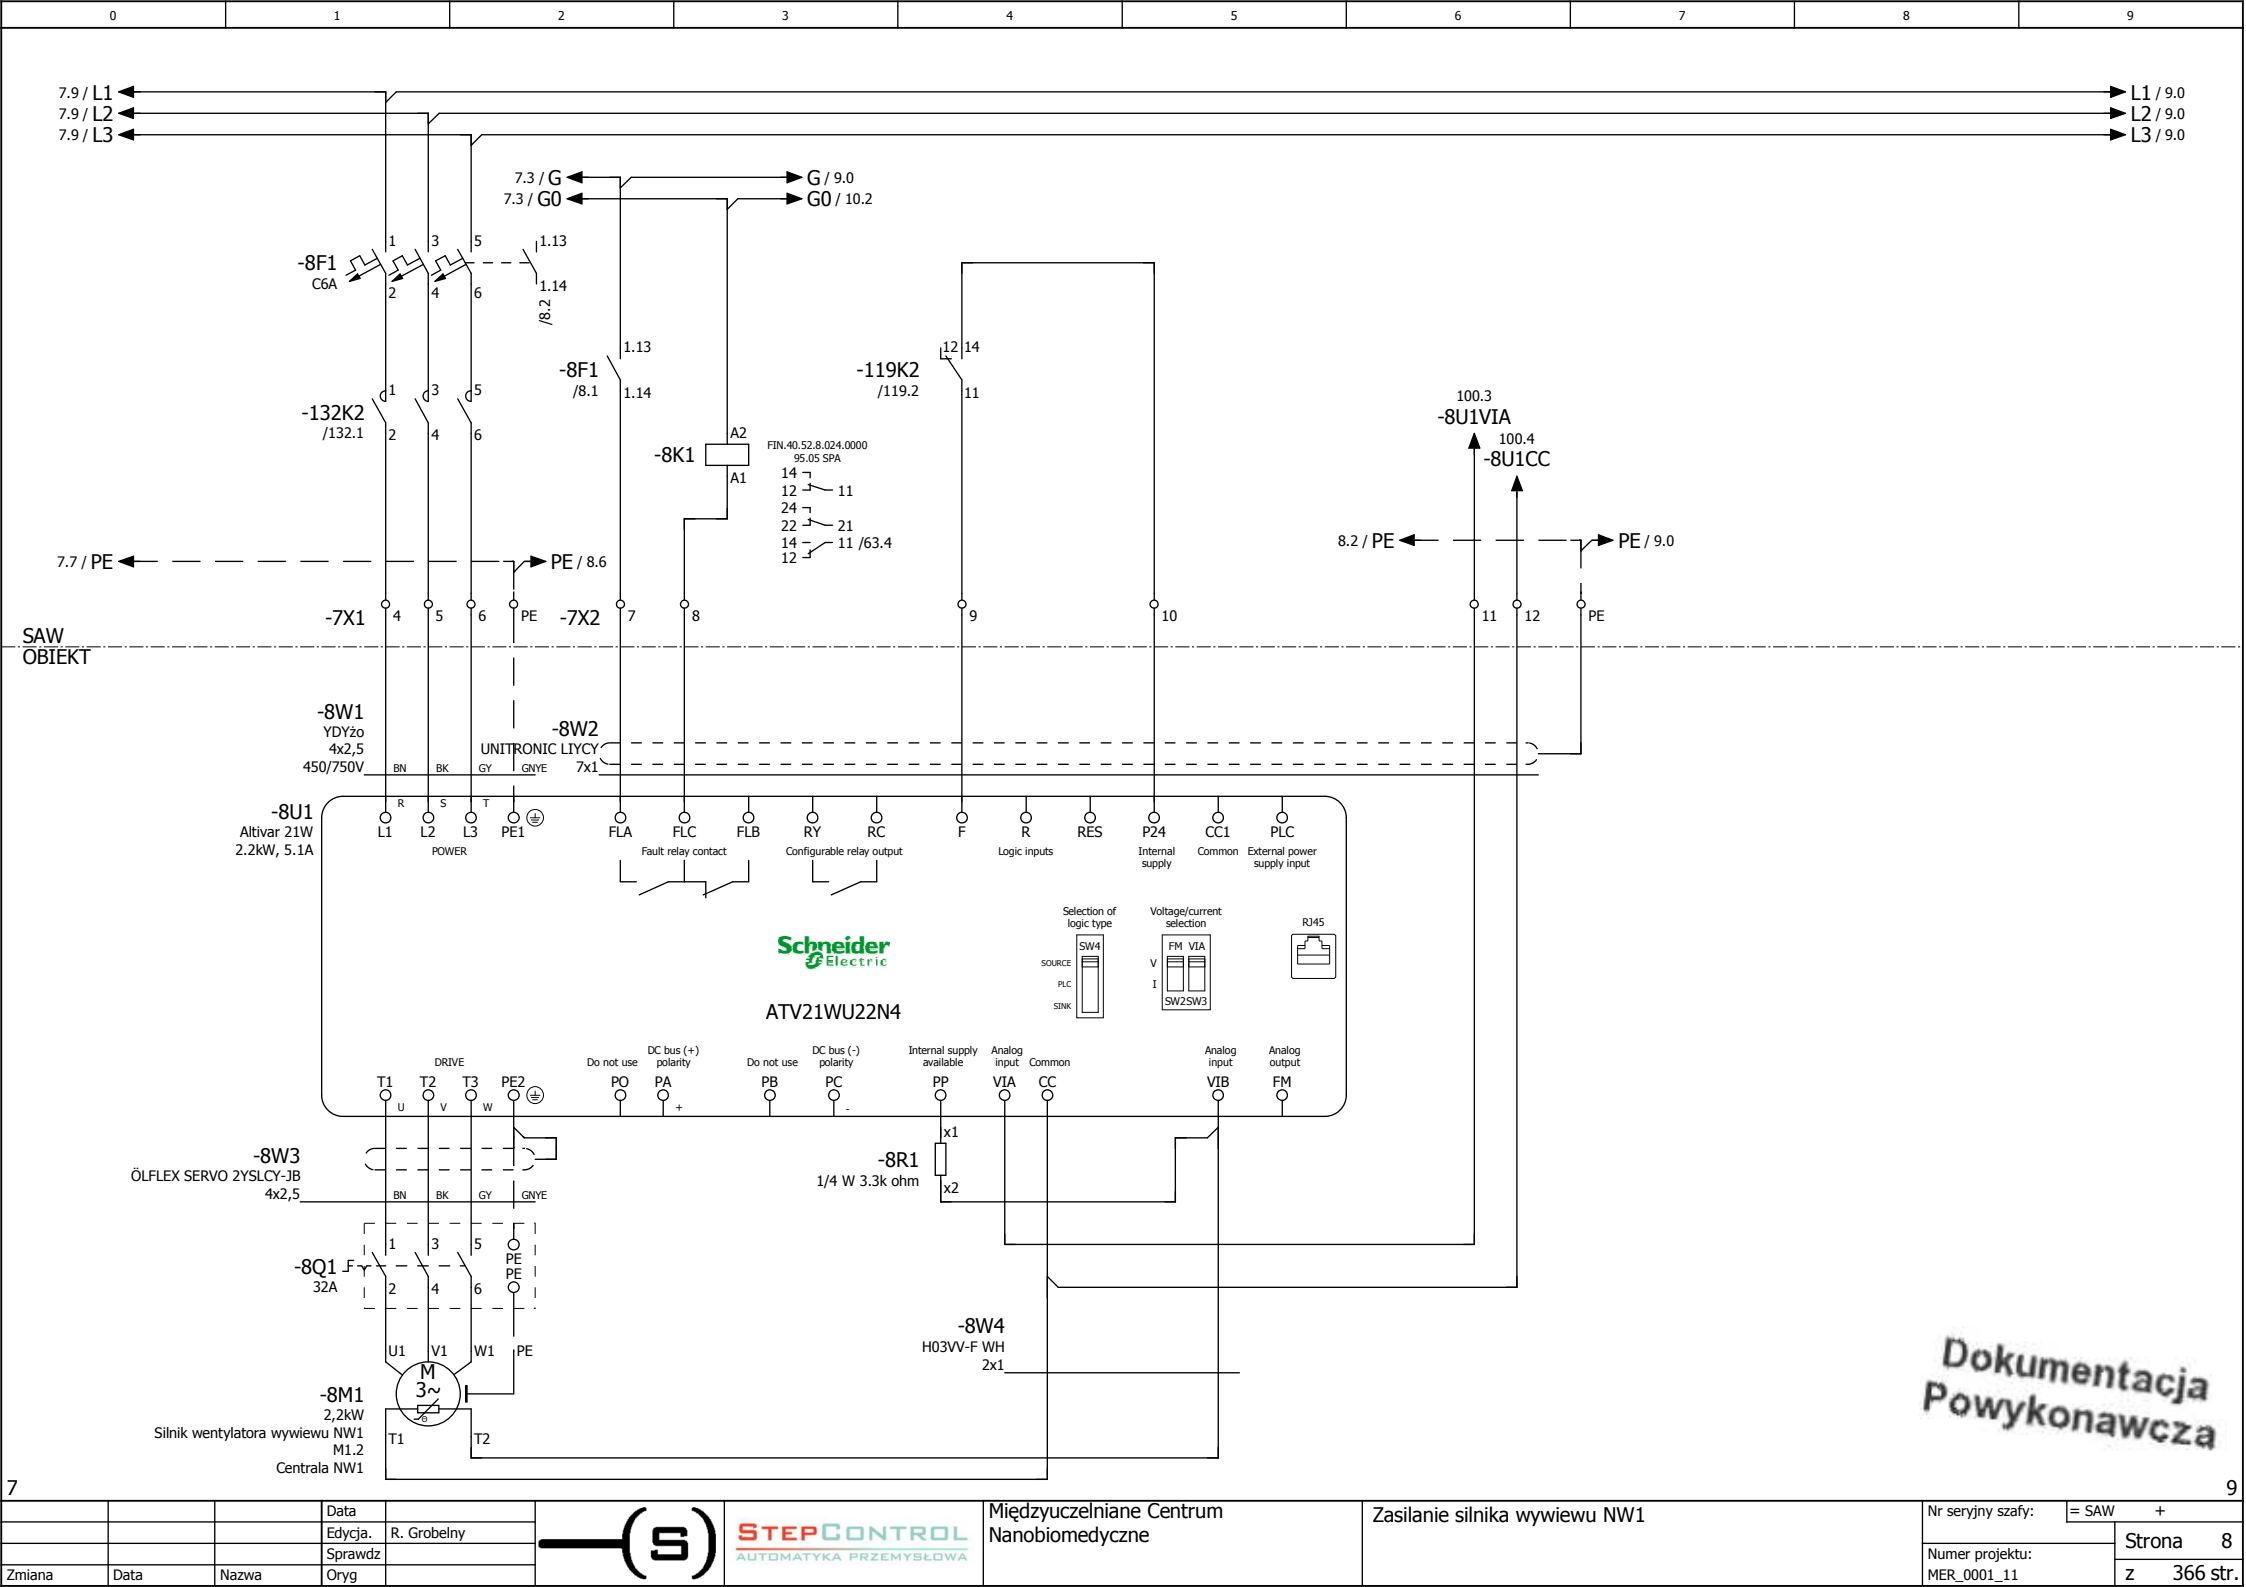 0 1 2 3 4 5 6 7 8 9
7.9 / L1
7.9 / L2
7.9 / L3
L1 / 9.0
L2 / 9.0
L3 / 9.0
7.3 / G
7.3 / G0
G / 9.0
G0 / 10.2
-8F1
C6A
1 3 5
2 4 6
1.13
1.14
/8.2
-8F1
/8.1
1.13
1.14
-132K2
/132.1
1 3 5
2 4 6
-119K2
/119.2
12 14
11
-8K1
A2
A1
FIN.40.52.8.024.0000
95.05 SPA
14
12 11
24
22 21
14 11 /63.4
12
100.3
-8U1VIA
100.4
-8U1CC
7.7 / PE
PE / 8.6
8.2 / PE
PE / 9.0
-7X1 4 5 6 PE
-7X2 7 8 9 10 11 12 PE
SAW
OBIEKT
-8W1
YDYżo
4x2,5
450/750V
BN BK GY GNYE
-8W2
UNITRONIC LIYCY
7x1
-8U1
Altivar 21W
2.2kW, 5.1A
R S T
L1 L2 L3 PE1
POWER
FLA FLC FLB
Fault relay contact
RY RC
Configurable relay output
F R RES
Logic inputs
P24
Internal
supply
CC1
Common
PLC
External power
supply input
Selection of
logic type
SW4
SOURCE
PLC
SINK
Voltage/current
selection
FM VIA
V
I
SW2 SW3
RJ45
Schneider
Electric
ATV21WU22N4
DRIVE
T1 T2 T3 PE2
U V W
Do not use
PO
DC bus (+)
polarity
PA
+
Do not use
PB
DC bus (-)
polarity
PC
-
Internal supply
available
PP
Analog
input
VIA
Common
CC
Analog
input
VIB
Analog
output
FM
-8W3
ÖLFLEX SERVO 2YSLCY-JB
4x2,5
BN BK GY GNYE
-8R1
1/4 W 3.3k ohm
x1
x2
-8Q1
32A
1 3 5
2 4 6
PE
PE
-8W4
H03VV-F WH
2x1
U1 V1 W1 PE
M
3~
-8M1
2,2kW
Silnik wentylatora wywiewu NW1
M1.2
Centrala NW1
T1 T2
Dokumentacja
Powykonawcza
7
9
Data
Edycja. R. Grobelny
Sprawdz
Zmiana Data Nazwa Oryg
(S)
STEPCONTROL
AUTOMATYKA PRZEMYSŁOWA
Międzyuczelniane Centrum
Nanobiomedyczne
Zasilanie silnika wywiewu NW1
Nr seryjny szafy:
= SAW +
Numer projektu:
MER_0001_11
Strona 8
z 366 str.